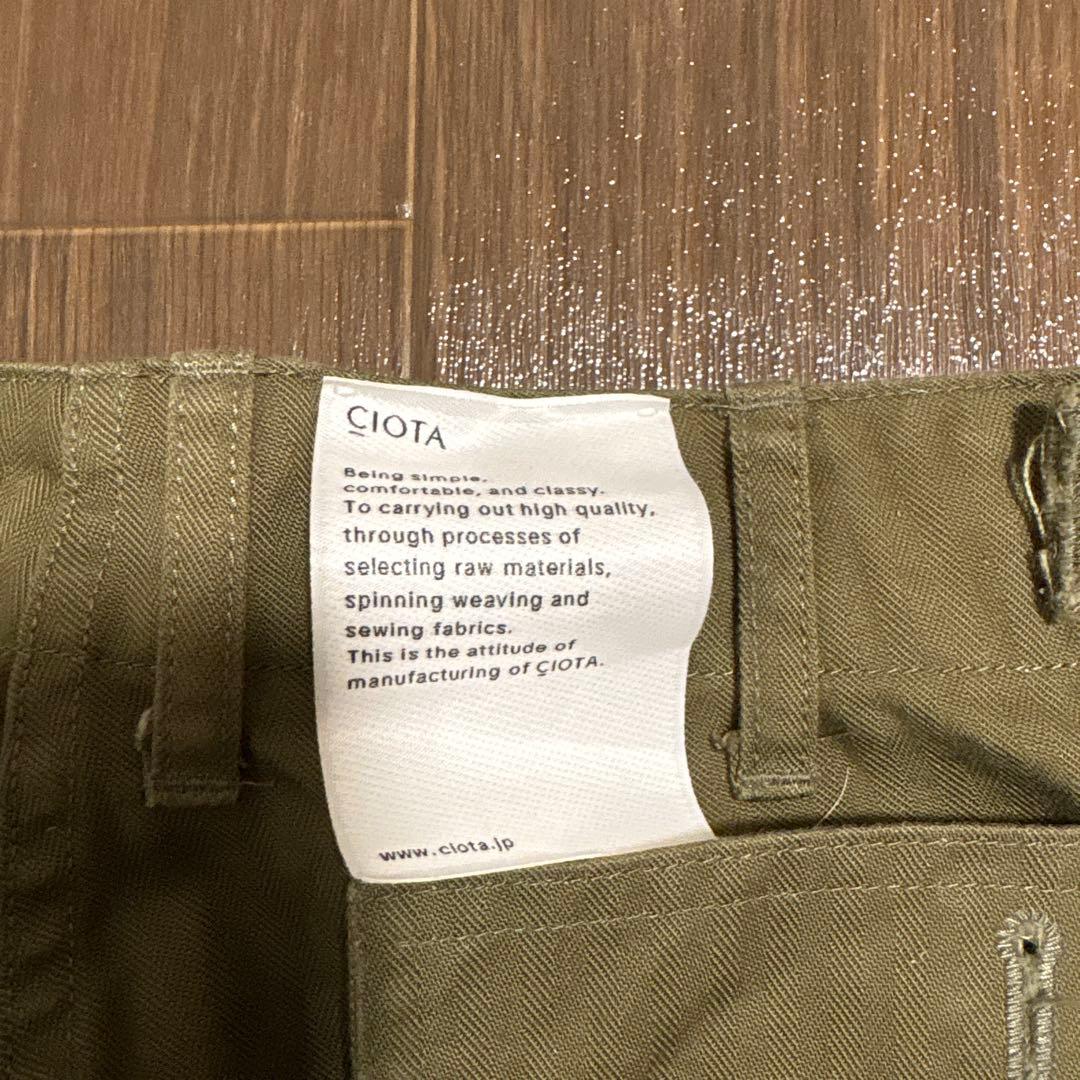 ÇIOTA
Being simple,
comfortable, and classy.
To carrying out high quality,
through processes of
selecting raw materials,
spinning weaving and
sewing fabrics.
This is the attitude of
manufacturing of ÇIOTA.
www.ciota.jp